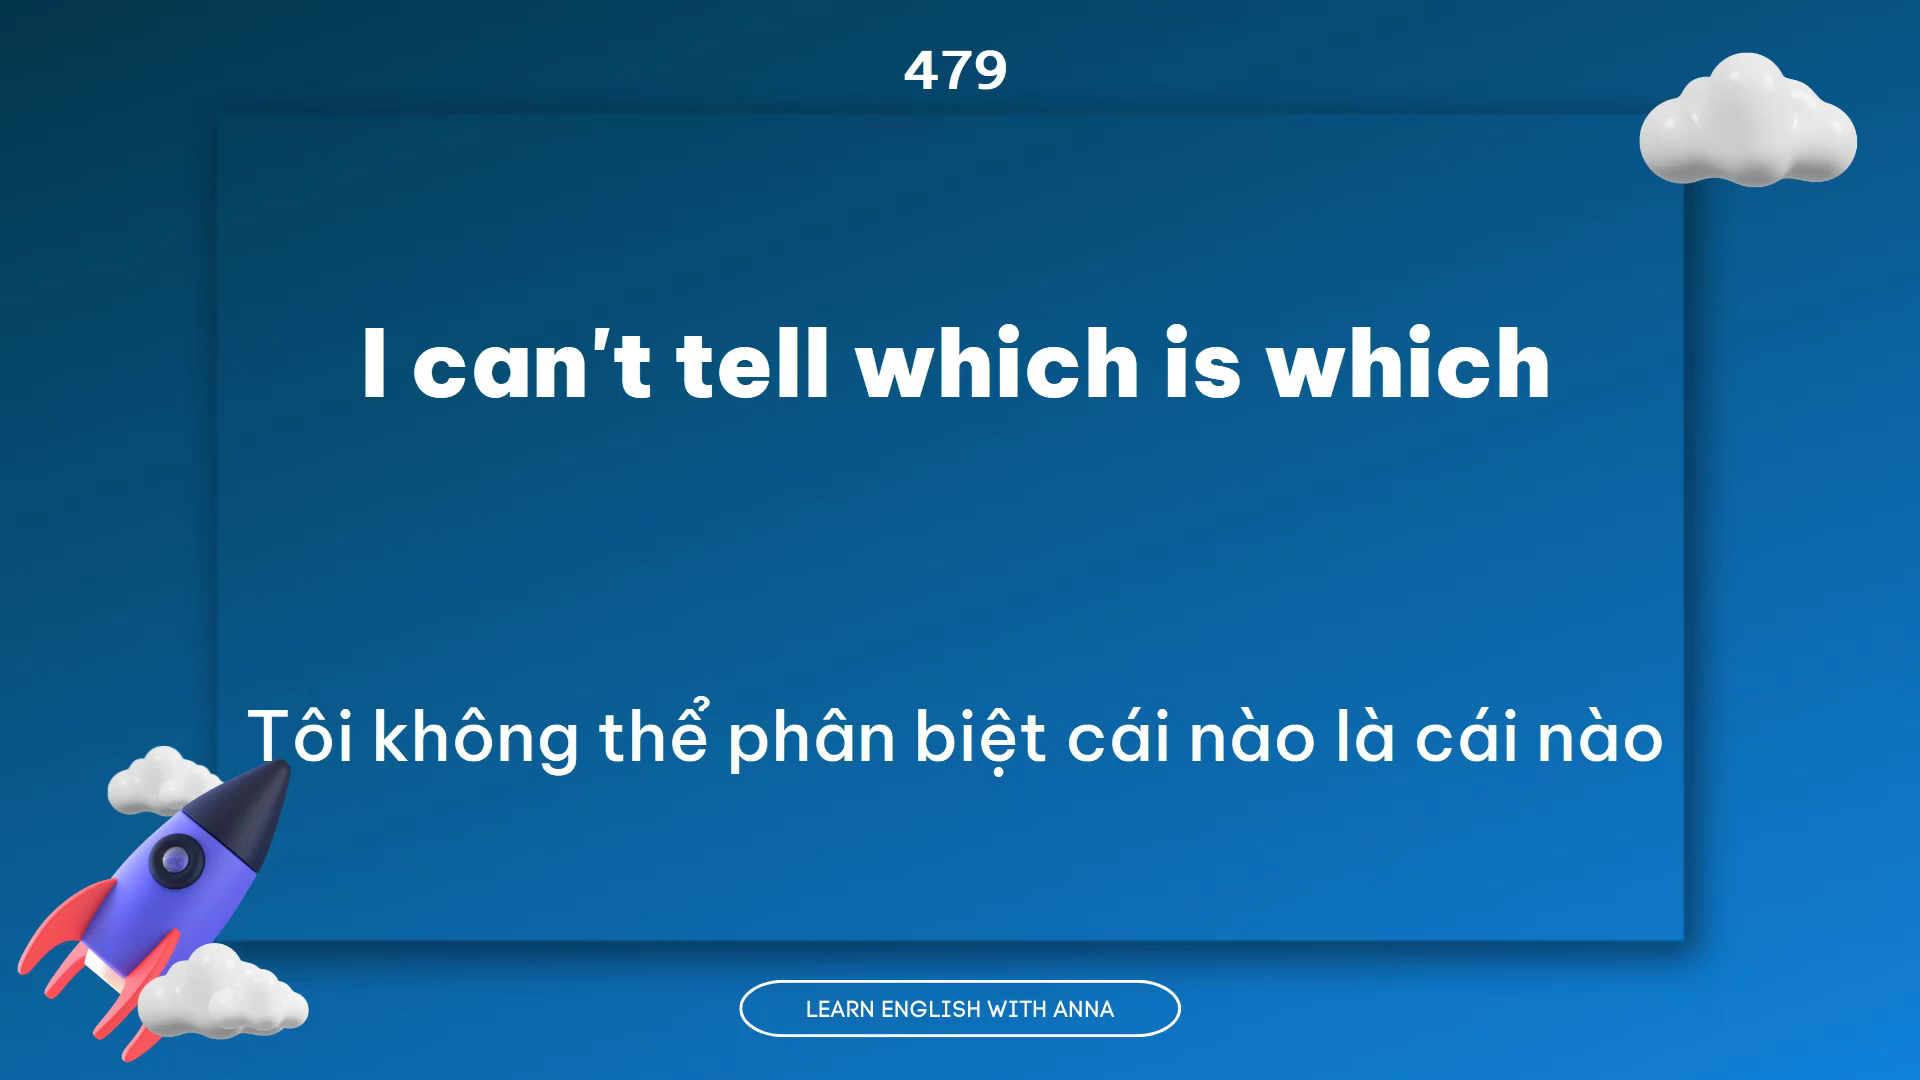 479
I can't tell which is which
Tôi không thể phân biệt cái nào là cái nào
LEARN ENGLISH WITH ANNA